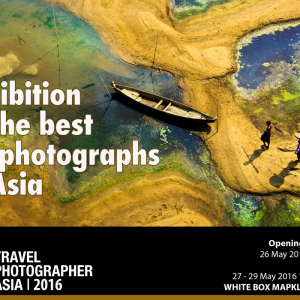 ibition
the best
photographs
Asia
TRAVEL
PHOTOGRAPHER
ASIA | 2016
Opening
26 May 20
27 - 29 May 2016
WHITE BOX MAPKL